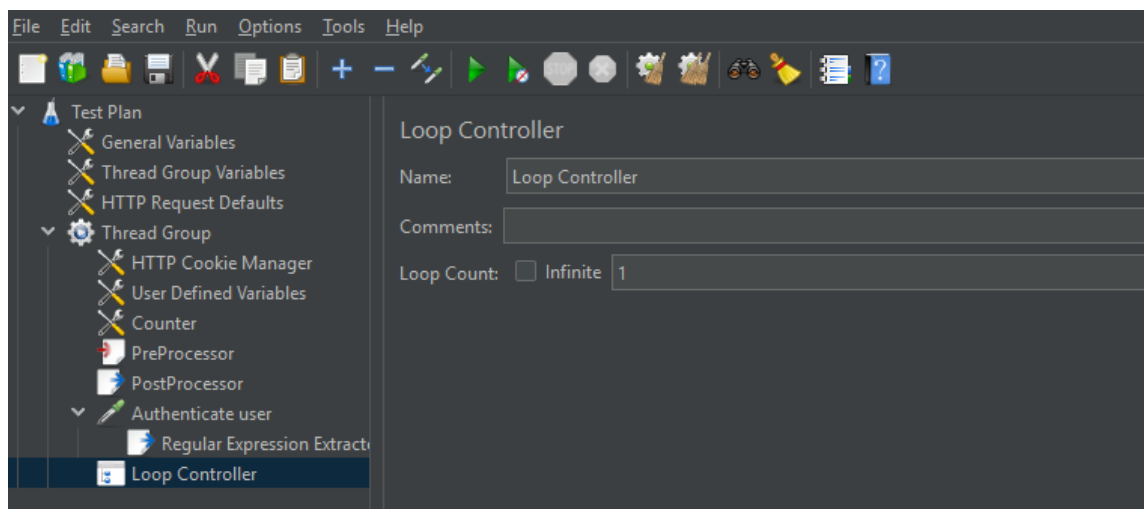 File Edit Search Run Options Tools Help
STOP
Test Plan
General Variables
Thread Group Variables
HTTP Request Defaults
Thread Group
HTTP Cookie Manager
User Defined Variables
Counter
PreProcessor
PostProcessor
Authenticate user
Regular Expression Extracto
Loop Controller
Loop Controller
Name: Loop Controller
Comments:
Loop Count: Infinite 1